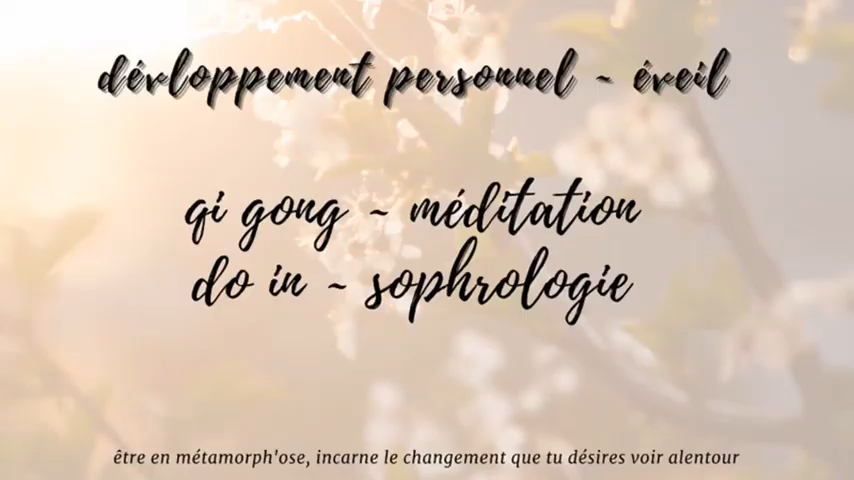 dévloppement personnel ~ éveil
qi gong ~ méditation
do in ~ sophrologie
être en métamorph'ose, incarne le changement que tu désires voir alentour